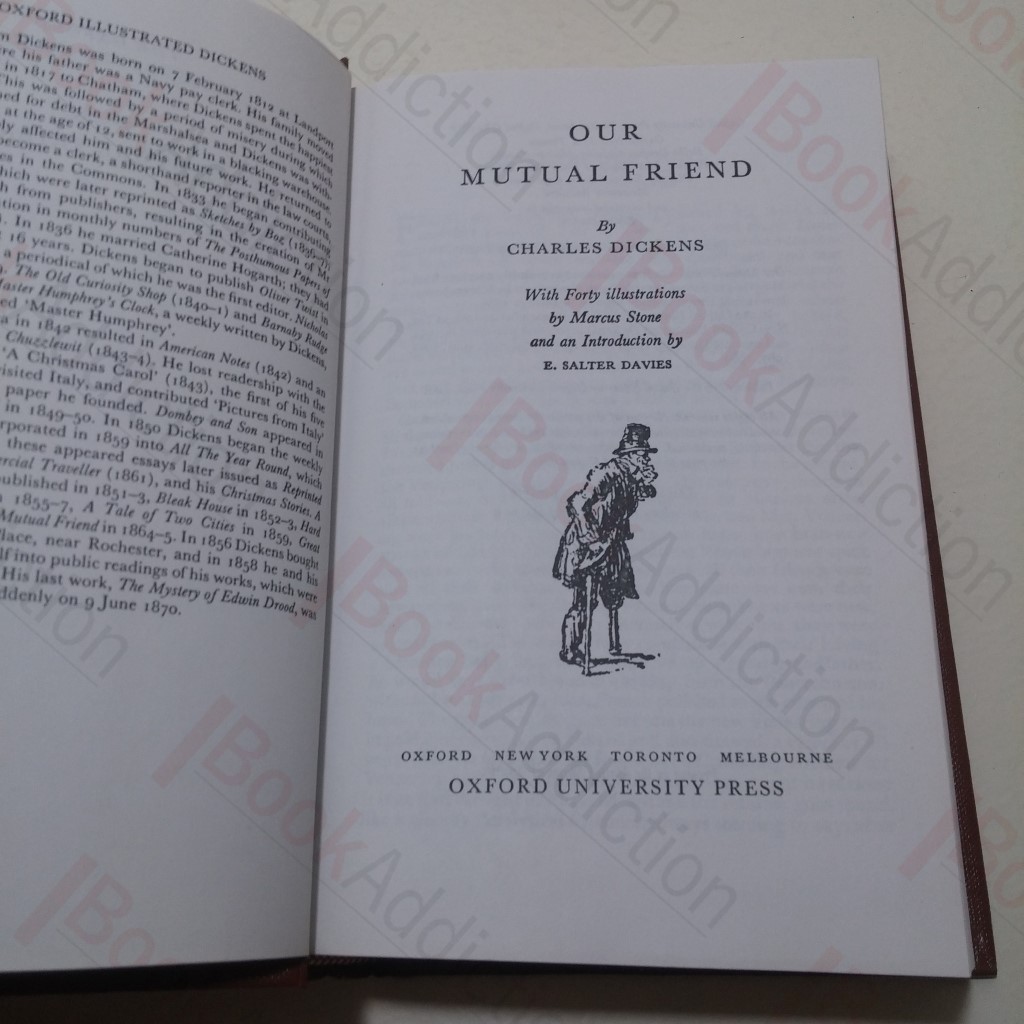 OXFORD ILLUSTRATED DICKENS
Dickens was born on 7 February 1812 at Landport
his father was a Navy pay clerk. His family moved
in 1817 to Chatham, where Dickens spent the happiest
This was followed by a period of misery during which
for debt in the Marshalsea and Dickens was with-
at the age of 12, sent to work in a blacking warehouse.
affected him and his future work. He returned to
become a clerk, a shorthand reporter in the law courts
in the Commons. In 1833 he began contributing
which were later reprinted as Sketches by Boz (1836-7)
from publishers, resulting in the creation of Mr
in monthly numbers of The Posthumous Papers of
In 1836 he married Catherine Hogarth; they had
16 years. Dickens began to publish Oliver Twist in
a periodical of which he was the first editor. Nicholas
The Old Curiosity Shop (1840-1) and Barnaby Rudge
Master Humphrey's Clock, a weekly written by Dickens,
'Master Humphrey'.
in 1842 resulted in American Notes (1842) and an
Chuzzlewit (1843-4). He lost readership with the
'A Christmas Carol' (1843), the first of his five
visited Italy, and contributed 'Pictures from Italy'
paper he founded. Dombey and Son appeared in
in 1849-50. In 1850 Dickens began the weekly
incorporated in 1859 into All The Year Round, which
these appeared essays later issued as Reprinted
Traveller (1861), and his Christmas Stories. A
published in 1851-3, Bleak House in 1852-3, Hard
1855-7, A Tale of Two Cities in 1859, Great
Mutual Friend in 1864-5. In 1856 Dickens bought
Place, near Rochester, and in 1858 he and his
into public readings of his works, which were
His last work, The Mystery of Edwin Drood, was
suddenly on 9 June 1870.
OUR
MUTUAL FRIEND
By
CHARLES DICKENS
With Forty illustrations
by Marcus Stone
and an Introduction by
E. SALTER DAVIES
OXFORD NEW YORK TORONTO MELBOURNE
OXFORD UNIVERSITY PRESS
BookAddiction